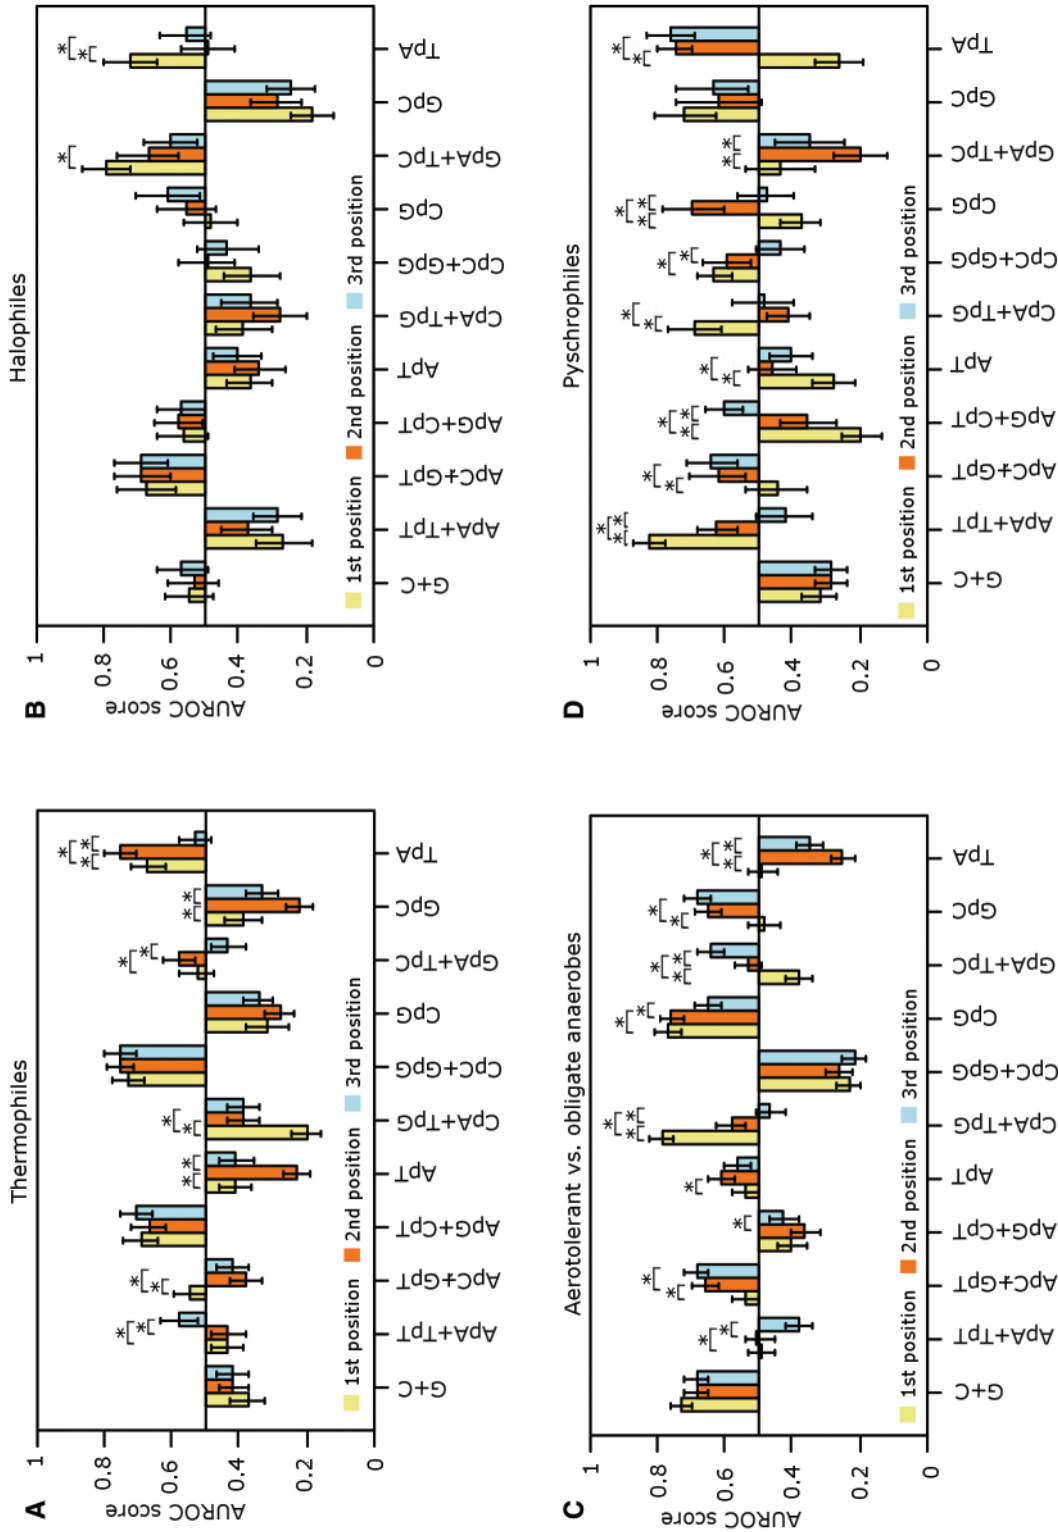 A
Thermophiles
AUROC score
1
0.8
0.6
0.4
0.2
0
* * * * * * * * * * * * * * * *
1st position 2nd position 3rd position
G+C ApA+TpT ApC+GpT ApG+CpT ApT CpA+TpG CpC+GpG CpG GpA+TpC GpC TpA
B
Halophiles
AUROC score
1
0.8
0.6
0.4
0.2
0
* * *
1st position 2nd position 3rd position
G+C ApA+TpT ApC+GpT ApG+CpT ApT CpA+TpG CpC+GpG CpG GpA+TpC GpC TpA
C
Aerotolerant vs. obligate anaerobes
AUROC score
1
0.8
0.6
0.4
0.2
0
* * * * * * * * * * * * * * * * * * * *
1st position 2nd position 3rd position
G+C ApA+TpT ApC+GpT ApG+CpT ApT CpA+TpG CpC+GpG CpG GpA+TpC GpC TpA
D
Pyschrophiles
AUROC score
1
0.8
0.6
0.4
0.2
0
* * * * * * * * * * * * * * * * * * * * * *
1st position 2nd position 3rd position
G+C ApA+TpT ApC+GpT ApG+CpT ApT CpA+TpG CpC+GpG CpG GpA+TpC GpC TpA